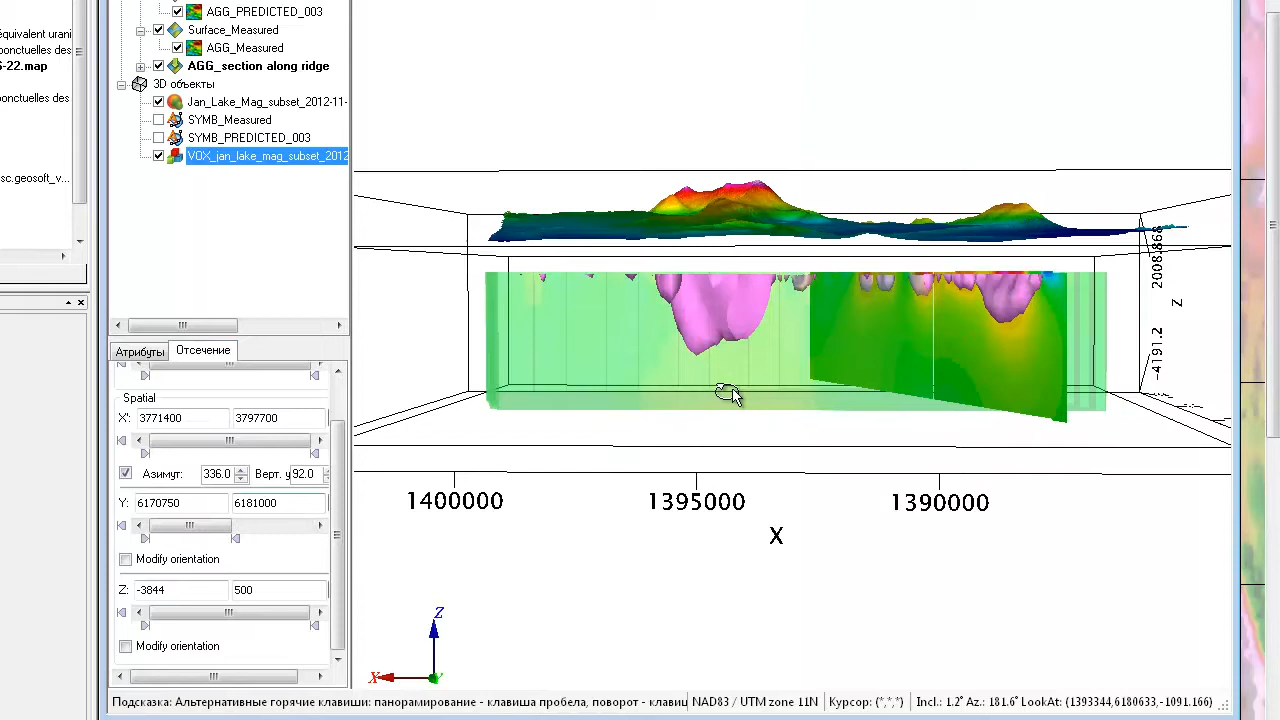 équivalent urani
ponctuelles des
6-22.map
ponctuelles des
sc.geosoft_v...
AGG_PREDICTED_003
Surface_Measured
AGG_Measured
AGG_section along ridge
3D объекты
Jan_Lake_Mag_subset_2012-11-
SYMB_Measured
SYMB_PREDICTED_003
VOX_jan_lake_mag_subset_2012
Атрибуты Отсечение
Spatial
X: 3771400 3797700
Азимут: 336.0 Верт. у 92.0
Y: 6170750 6181000
Modify orientation
Z: -3844 500
Modify orientation
2008.868
Z
-4191.2
1400000 1395000 1390000
X
Z
X Y
Подсказка: Альтернативные горячие клавиши: панорамирование - клавиша пробела, поворот - клавиц NAD83 / UTM zone 11N Курсор: (*,*,*) Incl.: 1.2° Az.: 181.6° LookAt: (1393344,6180633,-1091.166)